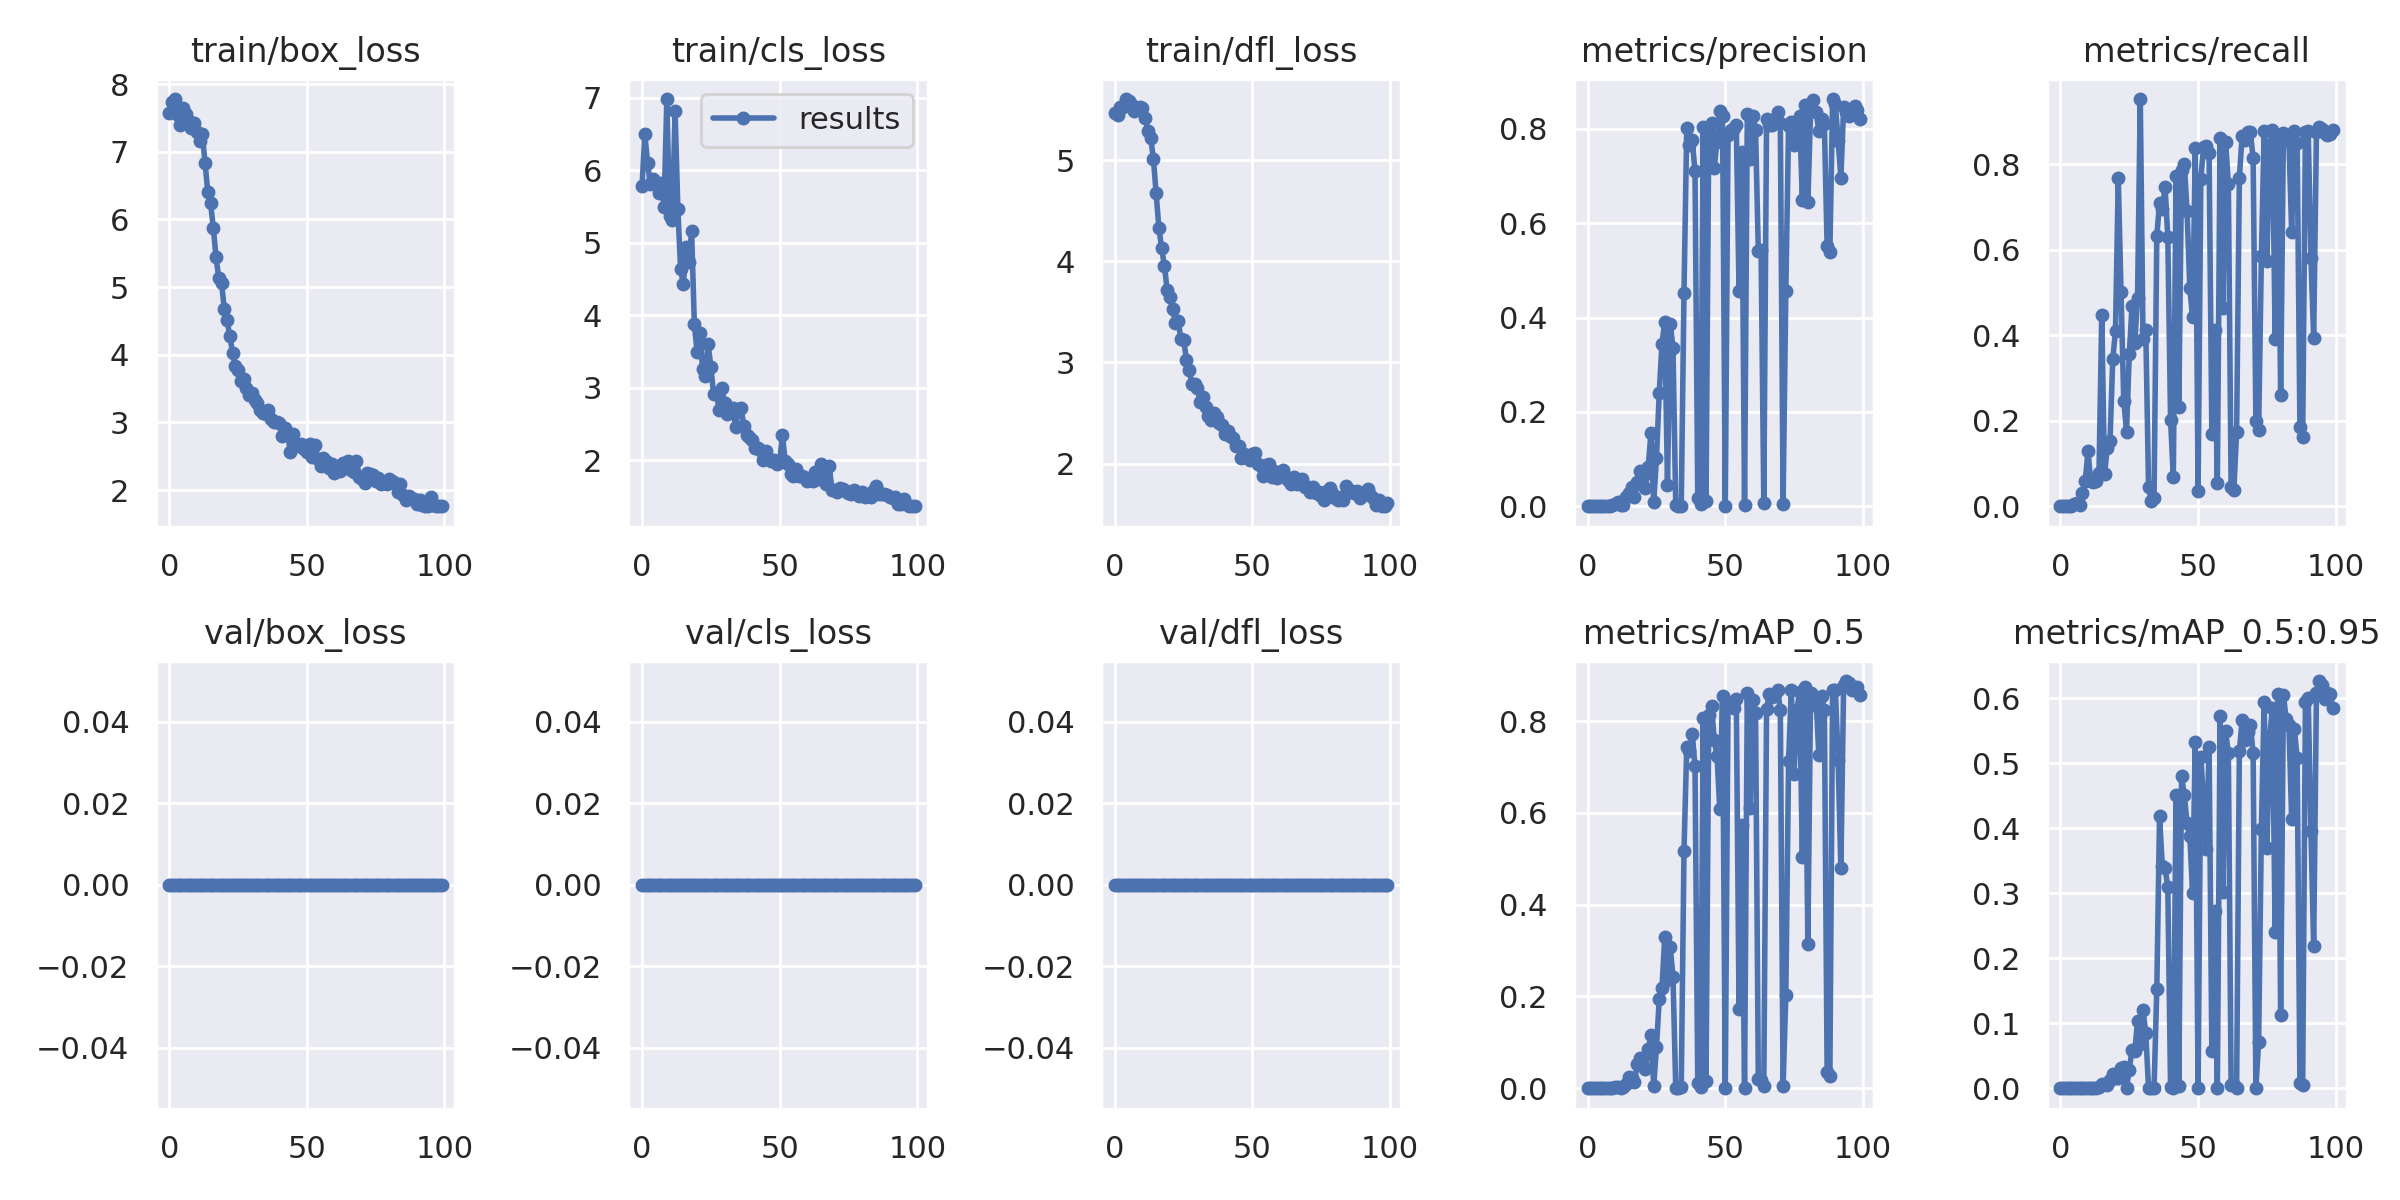 train/box_loss
8
7
6
5
4
3
2
0 50 100
train/cls_loss
results
7
6
5
4
3
2
0 50 100
train/dfl_loss
5
4
3
2
0 50 100
metrics/precision
0.8
0.6
0.4
0.2
0.0
0 50 100
metrics/recall
0.8
0.6
0.4
0.2
0.0
0 50 100
val/box_loss
0.04
0.02
0.00
−0.02
−0.04
0 50 100
val/cls_loss
0.04
0.02
0.00
−0.02
−0.04
0 50 100
val/dfl_loss
0.04
0.02
0.00
−0.02
−0.04
0 50 100
metrics/mAP_0.5
0.8
0.6
0.4
0.2
0.0
0 50 100
metrics/mAP_0.5:0.95
0.6
0.5
0.4
0.3
0.2
0.1
0.0
0 50 100